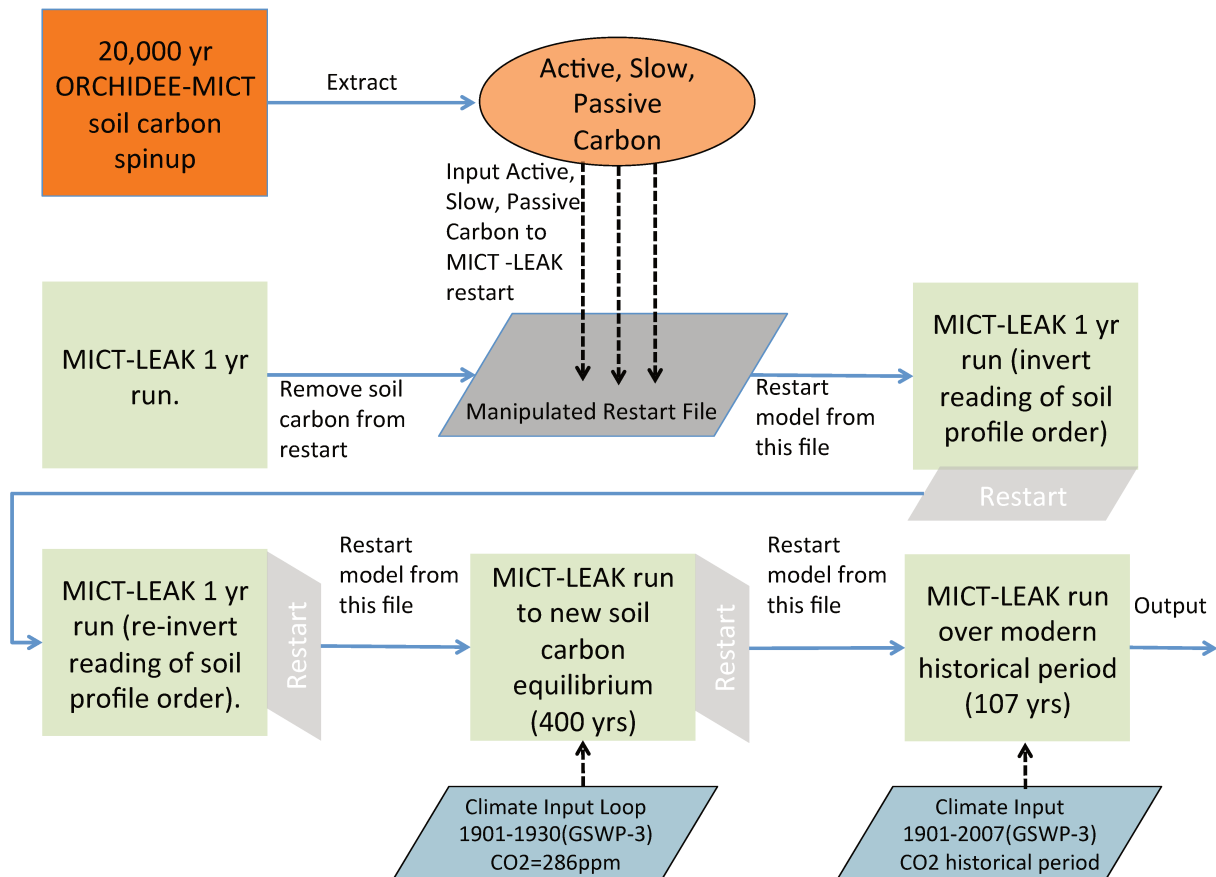 20,000 yr
ORCHIDEE-MICT
soil carbon
spinup
Extract
Active, Slow,
Passive
Carbon
Input Active,
Slow, Passive
Carbon to
MICT -LEAK
restart
MICT-LEAK 1 yr
run.
Remove soil
carbon from
restart
Manipulated Restart File
Restart
model from
this file
MICT-LEAK 1 yr
run (invert
reading of soil
profile order)
Restart
MICT-LEAK 1 yr
run (re-invert
reading of soil
profile order).
Restart
Restart
model from
this file
MICT-LEAK run
to new soil
carbon
equilibrium
(400 yrs)
Restart
Restart
model from
this file
MICT-LEAK run
over modern
historical period
(107 yrs)
Output
Climate Input Loop
1901-1930(GSWP-3)
CO2=286ppm
Climate Input
1901-2007(GSWP-3)
CO2 historical period